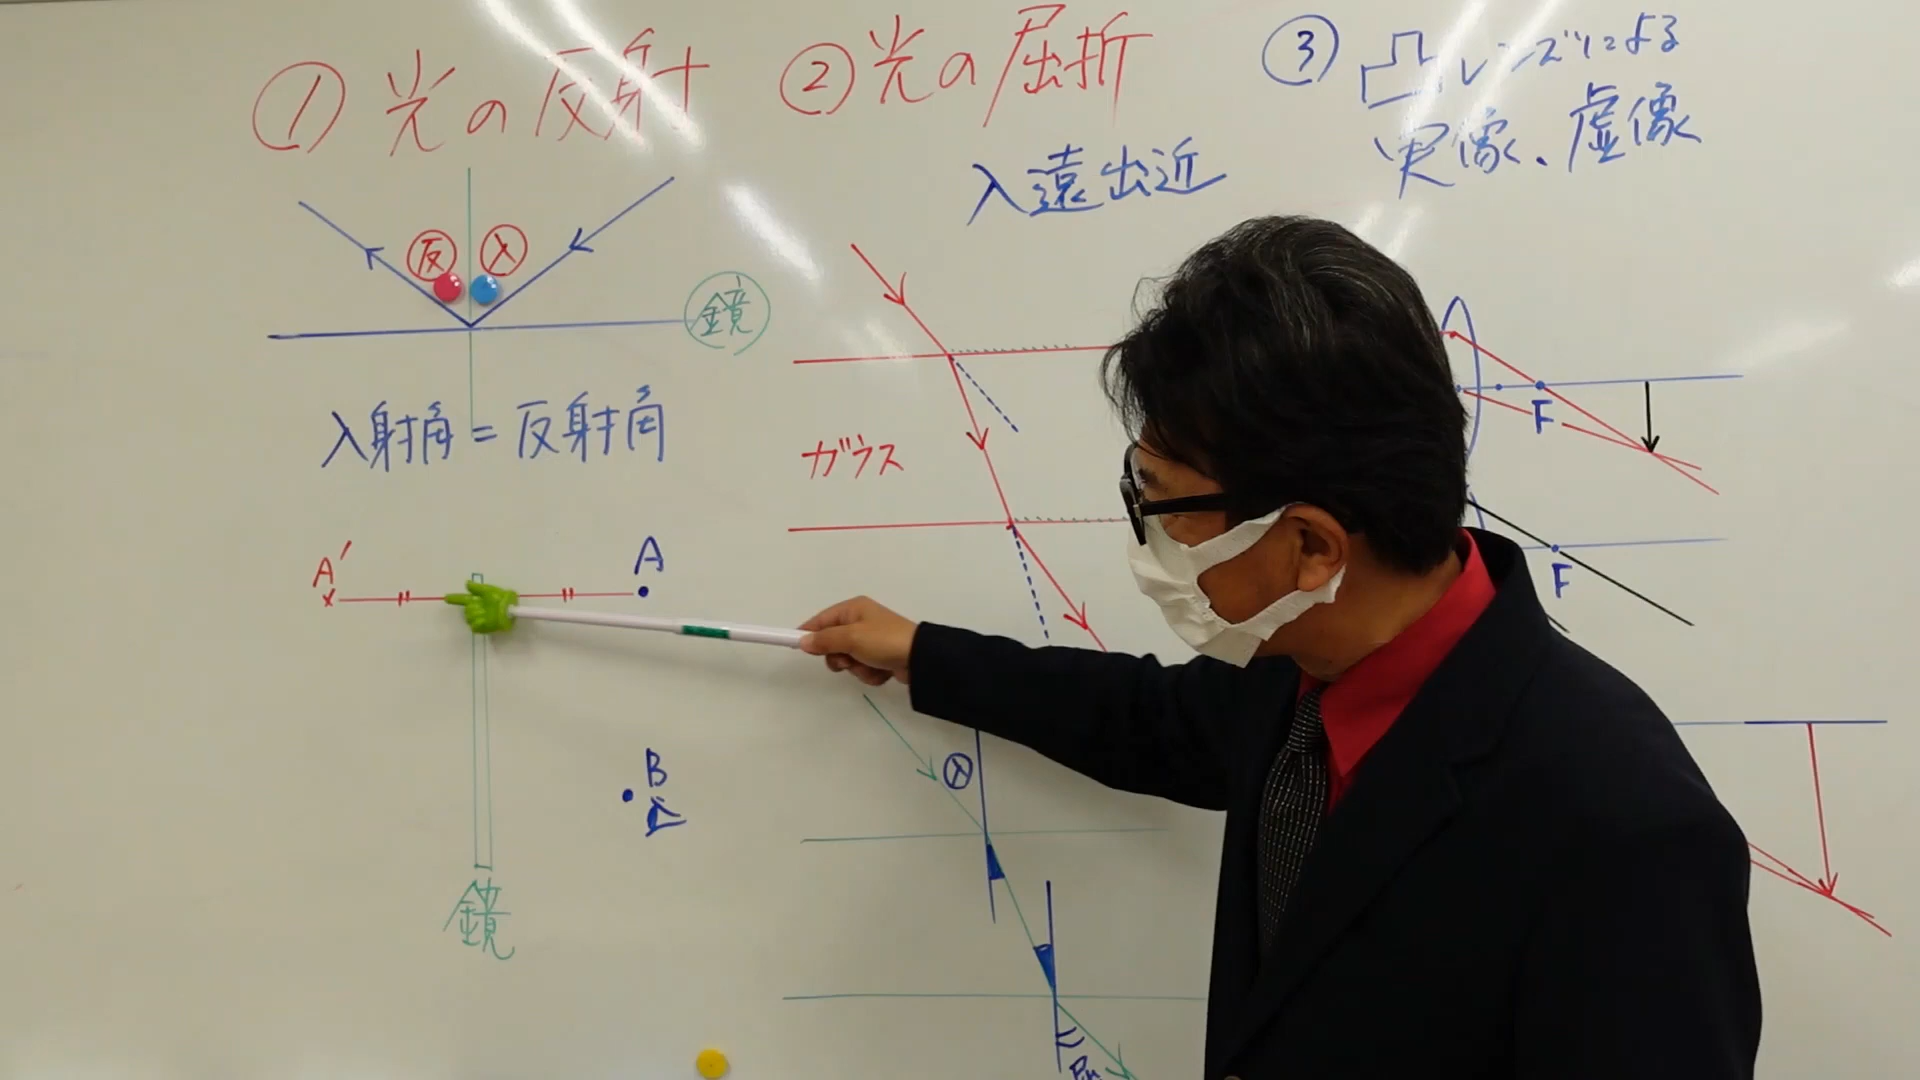 ① 光の反射
反 入
鏡
入射角=反射角
A'
A
B
鏡
② 光の屈折
入遠出近
ガラス
入
③ 凸レンズによる
実像、虚像
F
F